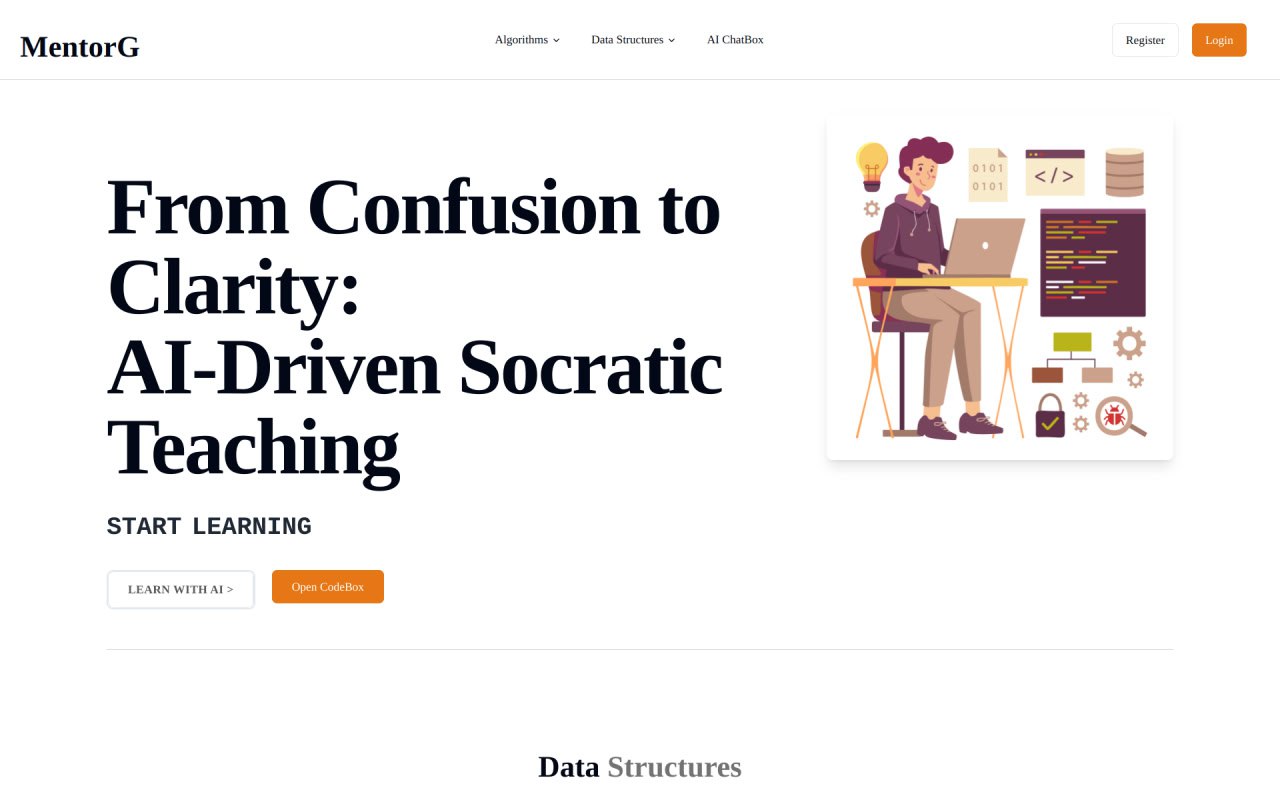 MentorG
Algorithms
Data Structures
AI ChatBox
Register
Login
From Confusion to
Clarity:
AI-Driven Socratic
Teaching
START LEARNING
LEARN WITH AI >
Open CodeBox
0101
0101
</>
Data Structures